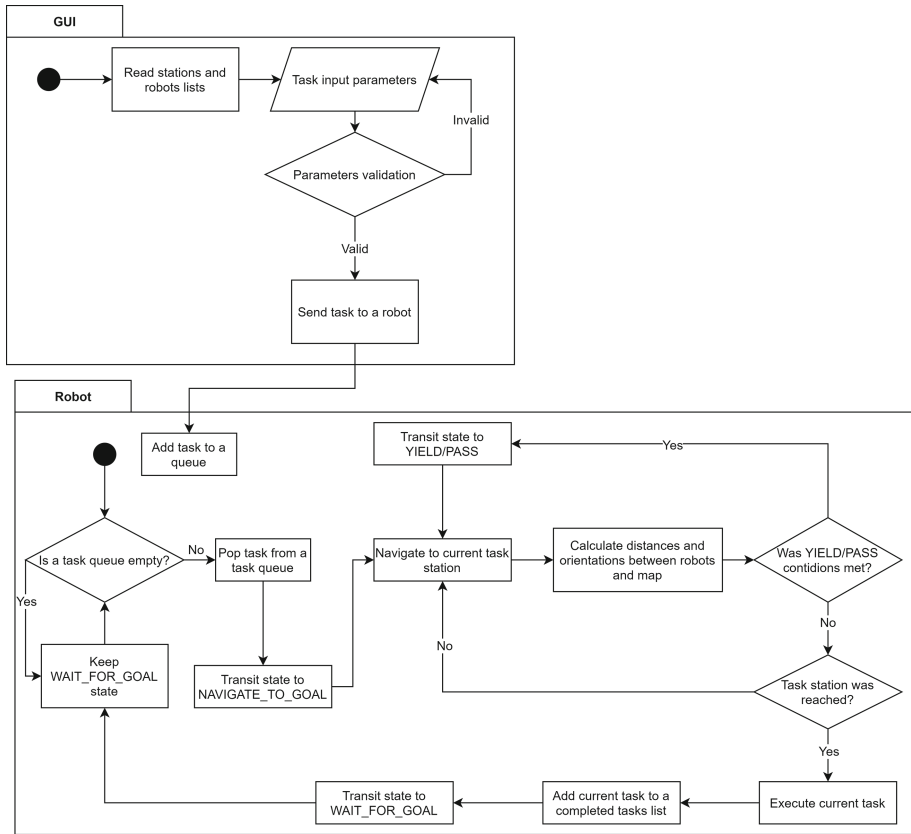 GUI
Read stations and
robots lists
Task input parameters
Invalid
Parameters validation
Valid
Send task to a robot
Robot
Add task to a
queue
Transit state to
YIELD/PASS
Yes
Is a task queue empty?
No
Pop task from a
task queue
Navigate to current task
station
Calculate distances and
orientations between robots
and map
Was YIELD/PASS
contidions met?
Yes
No
No
Keep
WAIT_FOR_GOAL
state
Transit state to
NAVIGATE_TO_GOAL
Task station was
reached?
Yes
Transit state to
WAIT_FOR_GOAL
Add current task to a
completed tasks list
Execute current task